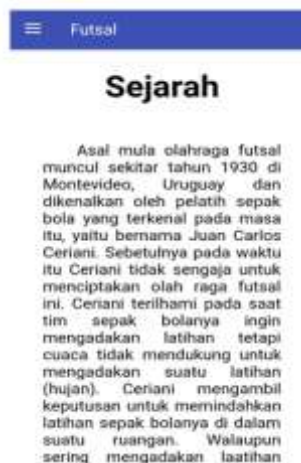 Futsal
Sejarah
Asal mula olahraga futsal
muncul sekitar tahun 1930 di
Montevideo, Uruguay dan
dikenalkan oleh pelatih sepak
bola yang terkenal pada masa
itu, yaitu bernama Juan Carlos
Ceriani. Sebetulnya pada waktu
itu Ceriani tidak sengaja untuk
menciptakan olah raga futsal
ini. Ceriani terilhami pada saat
tim sepak bolanya ingin
mengadakan latihan tetapi
cuaca tidak mendukung untuk
mengadakan suatu latihan
(hujan). Ceriani mengambil
keputusan untuk memindahkan
latihan sepak bolanya di dalam
suatu ruangan. Walaupun
sering mengadakan laatihan